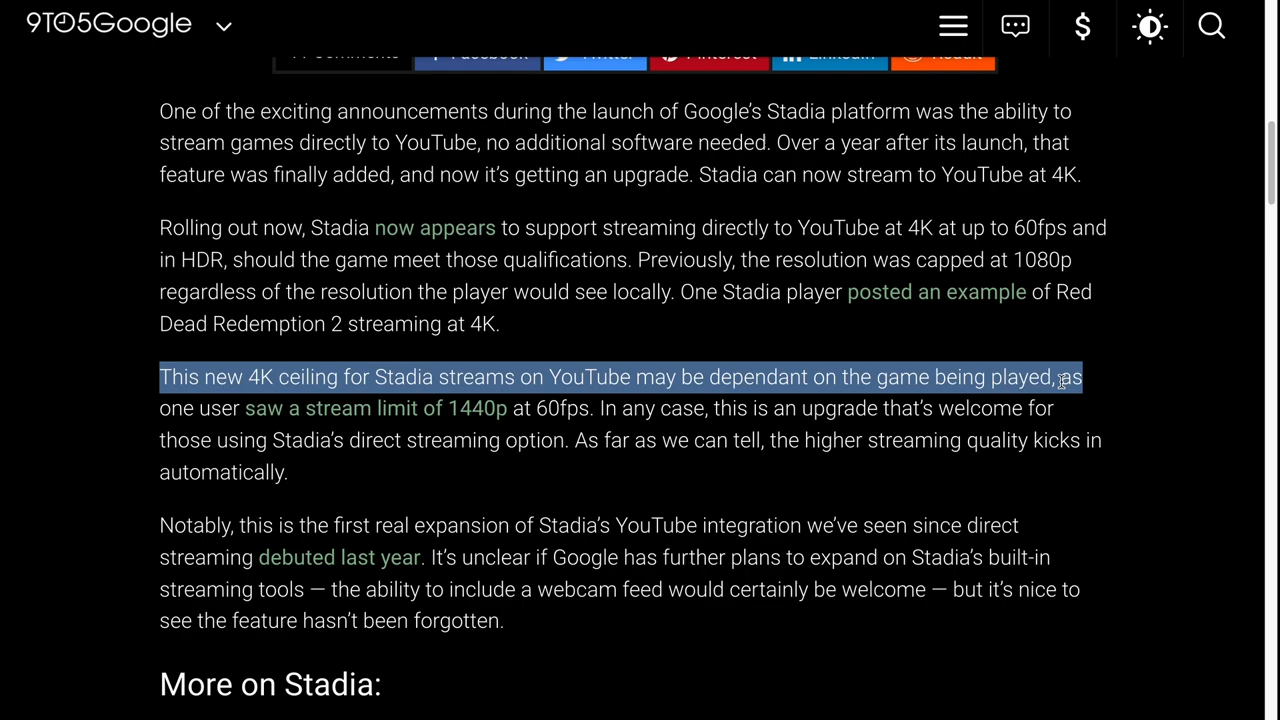 9TO5Google
One of the exciting announcements during the launch of Google's Stadia platform was the ability to
stream games directly to YouTube, no additional software needed. Over a year after its launch, that
feature was finally added, and now it's getting an upgrade. Stadia can now stream to YouTube at 4K.
Rolling out now, Stadia now appears to support streaming directly to YouTube at 4K at up to 60fps and
in HDR, should the game meet those qualifications. Previously, the resolution was capped at 1080p
regardless of the resolution the player would see locally. One Stadia player posted an example of Red
Dead Redemption 2 streaming at 4K.
This new 4K ceiling for Stadia streams on YouTube may be dependant on the game being played, as
one user saw a stream limit of 1440p at 60fps. In any case, this is an upgrade that's welcome for
those using Stadia's direct streaming option. As far as we can tell, the higher streaming quality kicks in
automatically.
Notably, this is the first real expansion of Stadia's YouTube integration we've seen since direct
streaming debuted last year. It's unclear if Google has further plans to expand on Stadia's built-in
streaming tools — the ability to include a webcam feed would certainly be welcome — but it's nice to
see the feature hasn't been forgotten.
More on Stadia: